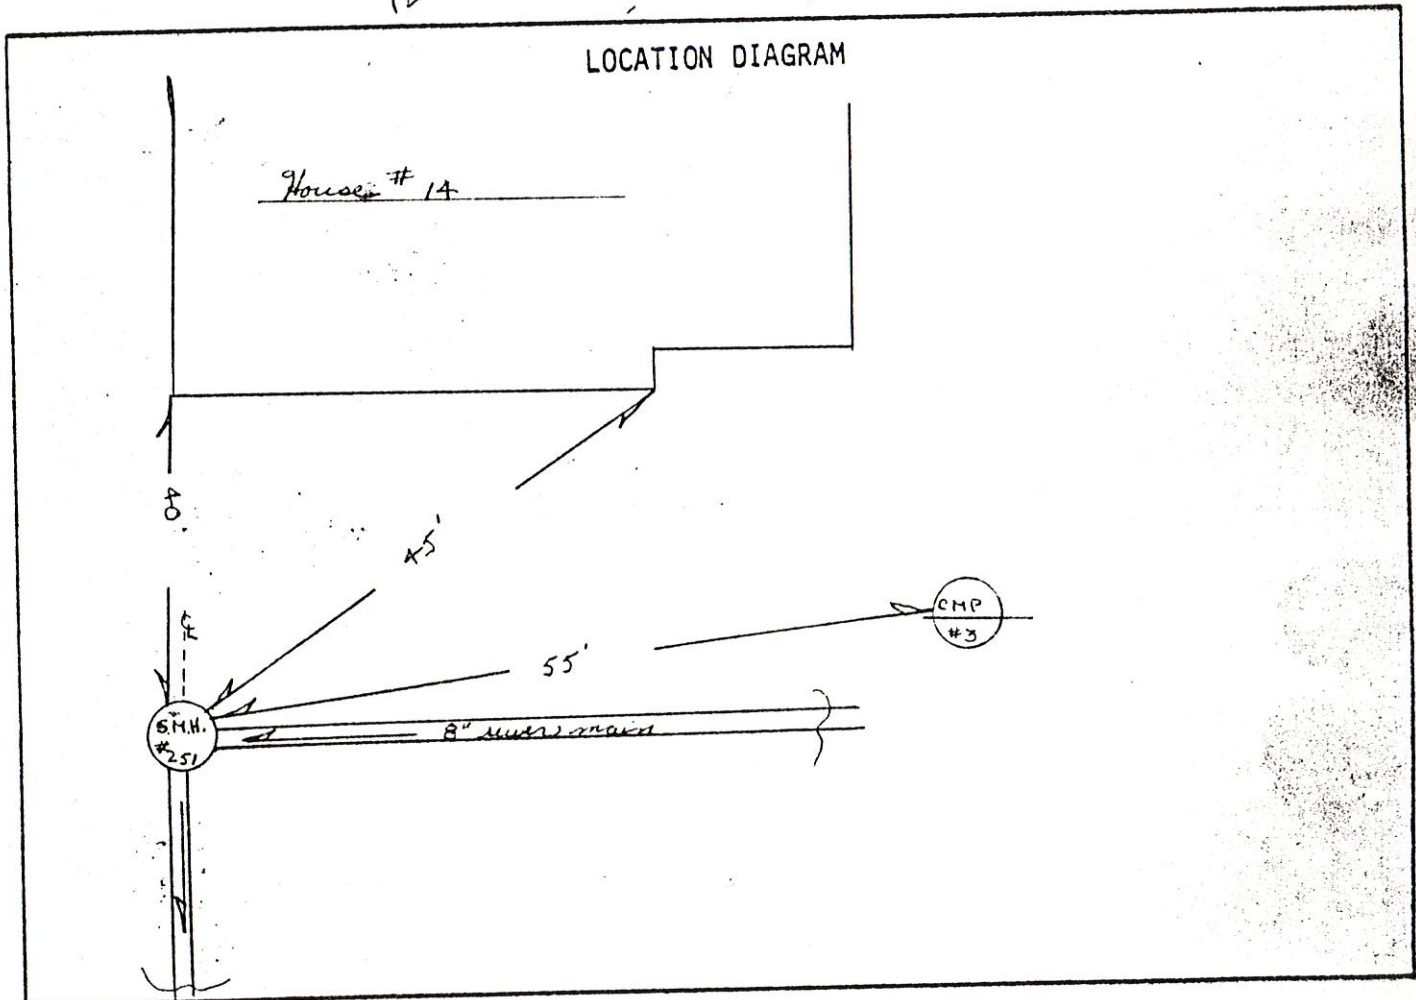 LOCATION DIAGRAM
House # 14
40
45'
CMP
#3
55'
℄
S.M.H.
#251
8" sewer main